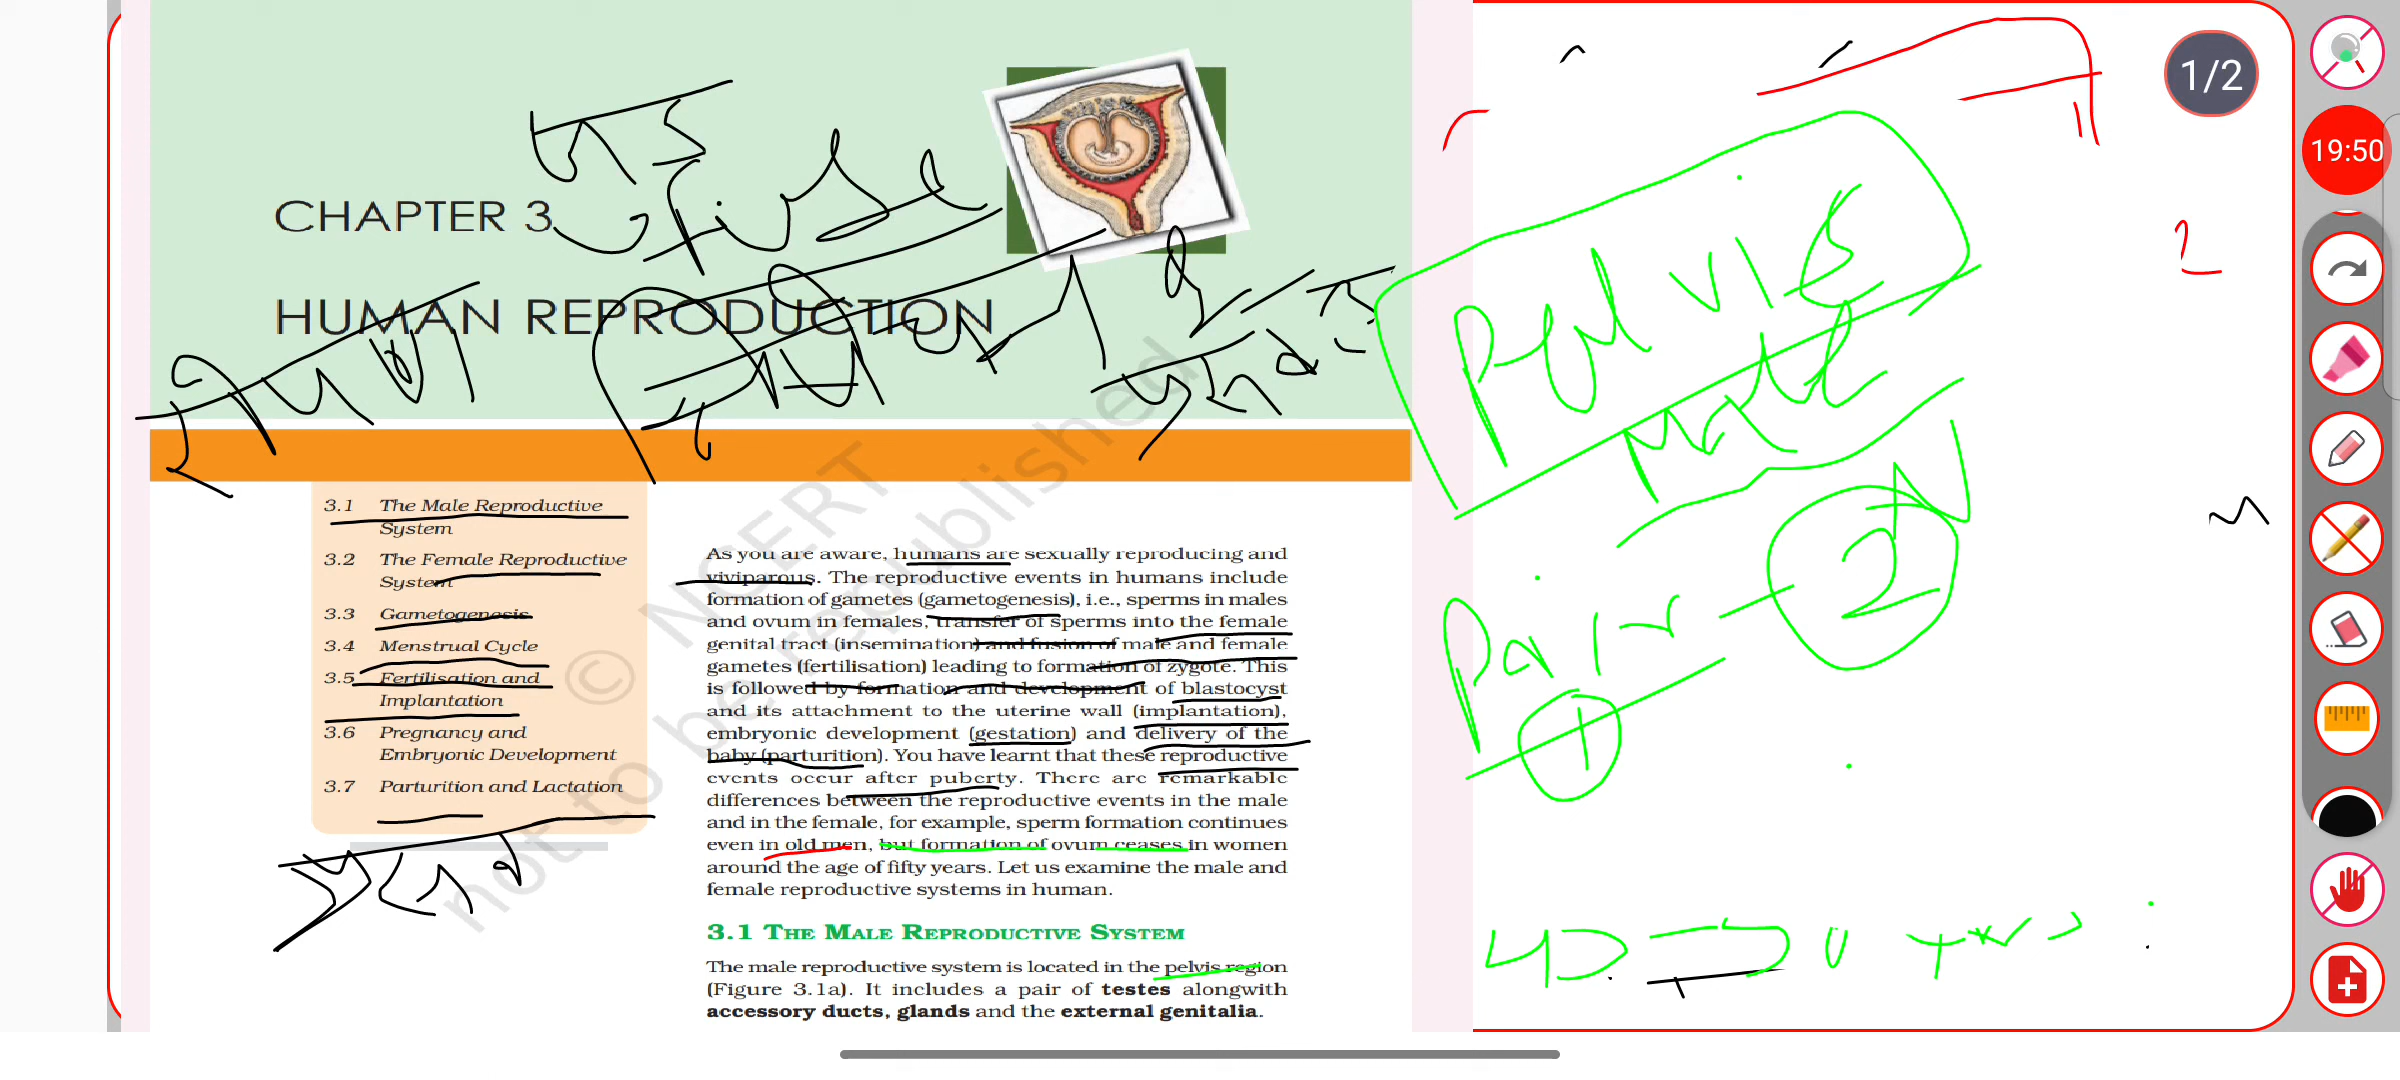 1/2
19:50
CHAPTER 3
HUMAN REPRODUCTION
Pelvis
Male
2
3.1 The Male Reproductive
System
3.2 The Female Reproductive
System
3.3 Gametogenesis
3.4 Menstrual Cycle
3.5 Fertilisation and
Implantation
3.6 Pregnancy and
Embryonic Development
3.7 Parturition and Lactation
© NCERT
not to be republished
As you are aware, humans are sexually reproducing and
viviparous. The reproductive events in humans include
formation of gametes (gametogenesis), i.e., sperms in males
and ovum in females, transfer of sperms into the female
genital tract (insemination) and fusion of male and female
gametes (fertilisation) leading to formation of zygote. This
is followed by formation and development of blastocyst
and its attachment to the uterine wall (implantation),
embryonic development (gestation) and delivery of the
baby (parturition). You have learnt that these reproductive
events occur after puberty. There are remarkable
differences between the reproductive events in the male
and in the female, for example, sperm formation continues
even in old men, but formation of ovum ceases in women
around the age of fifty years. Let us examine the male and
female reproductive systems in human.
Pair - 2
3.1 THE MALE REPRODUCTIVE SYSTEM
The male reproductive system is located in the pelvis region
(Figure 3.1a). It includes a pair of testes alongwith
accessory ducts, glands and the external genitalia.